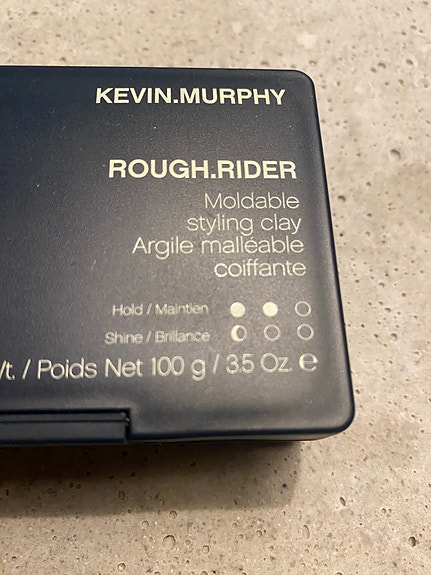 KEVIN.MURPHY
ROUGH.RIDER
Moldable
styling clay
Argile malléable
coiffante
Hold / Maintien
Shine / Brillance
/ Poids Net 100 g / 3.5 Oz. ℮